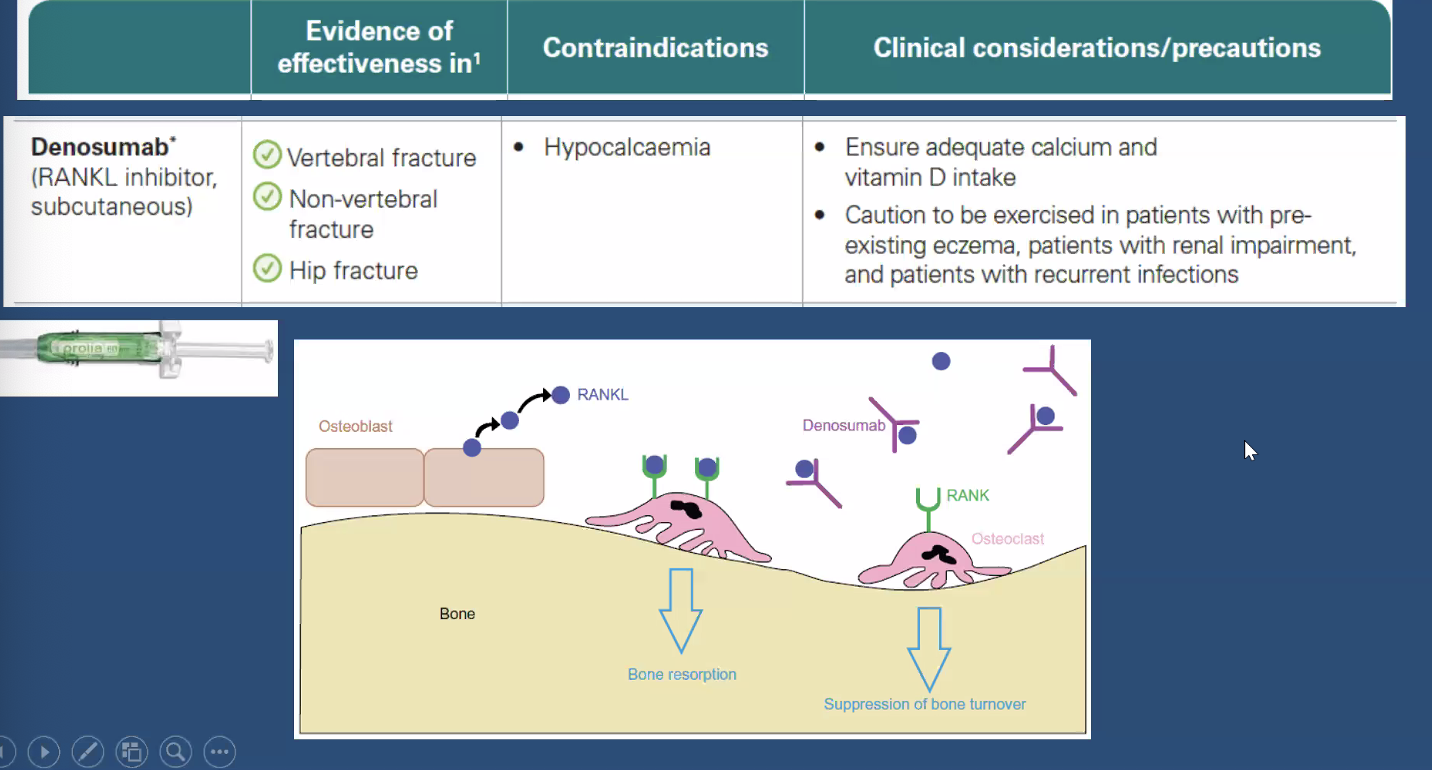 Evidence of
effectiveness in¹
Contraindications
Clinical considerations/precautions
Denosumab*
(RANKL inhibitor,
subcutaneous)
Vertebral fracture
Non-vertebral
fracture
Hip fracture
• Hypocalcaemia
• Ensure adequate calcium and
vitamin D intake
• Caution to be exercised in patients with pre-
existing eczema, patients with renal impairment,
and patients with recurrent infections
prolia
RANKL
Osteoblast
Denosumab
RANK
Osteoclast
Bone
Bone resorption
Suppression of bone turnover